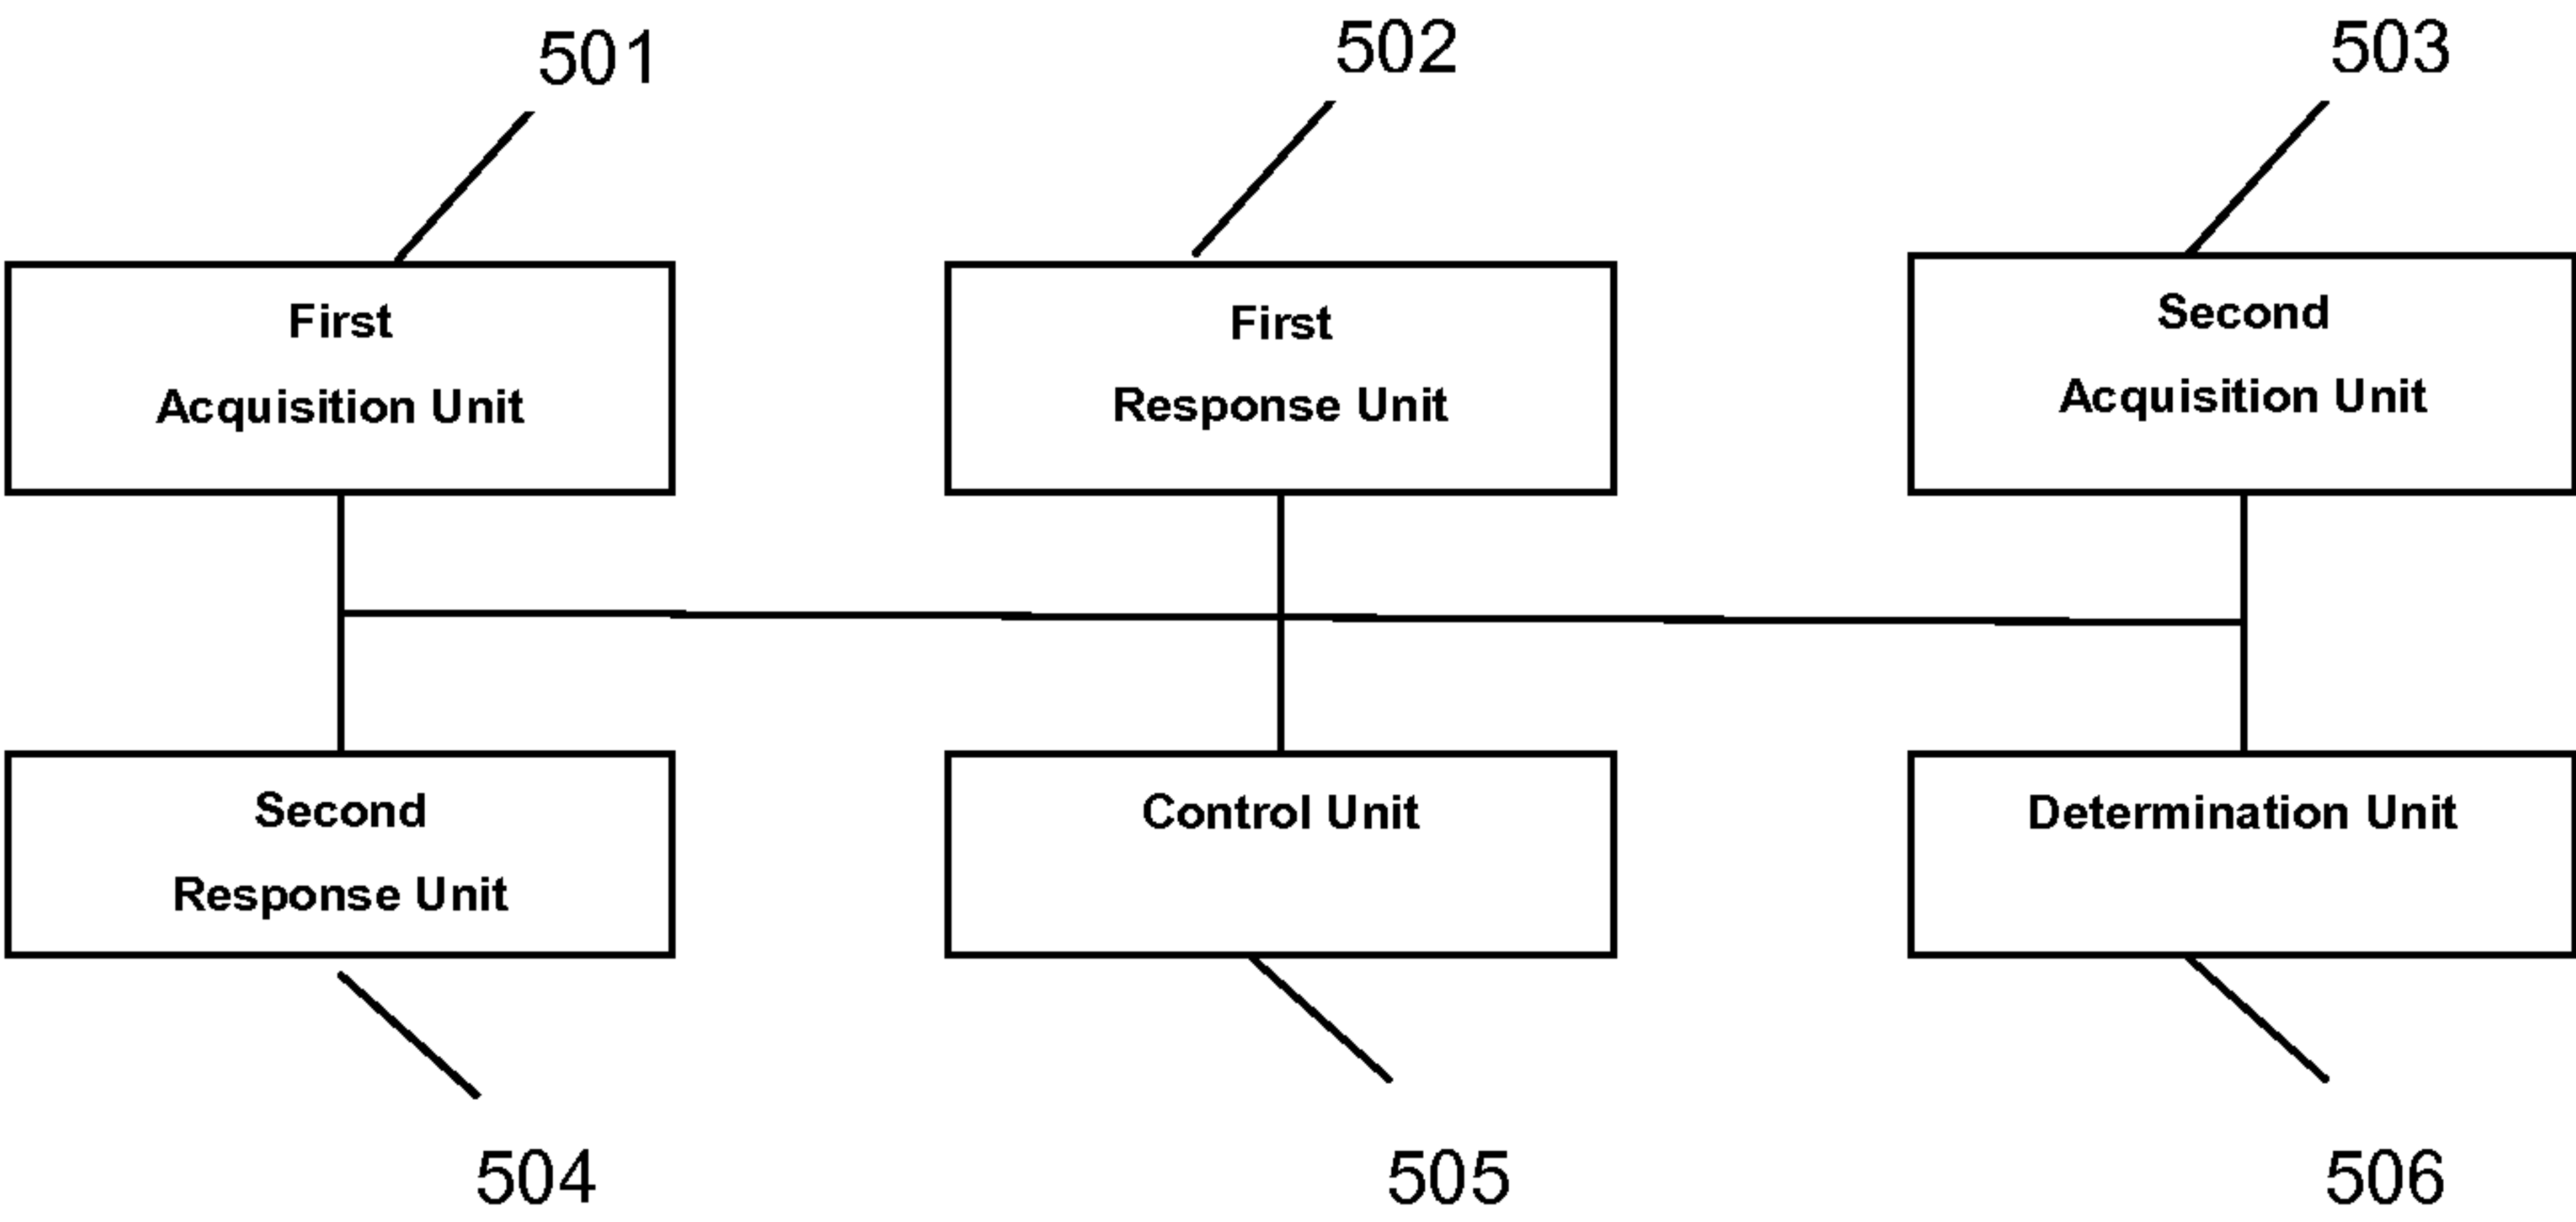 501
502
503
First
Acquisition Unit
First
Response Unit
Second
Acquisition Unit
Second
Response Unit
Control Unit
Determination Unit
504
505
506